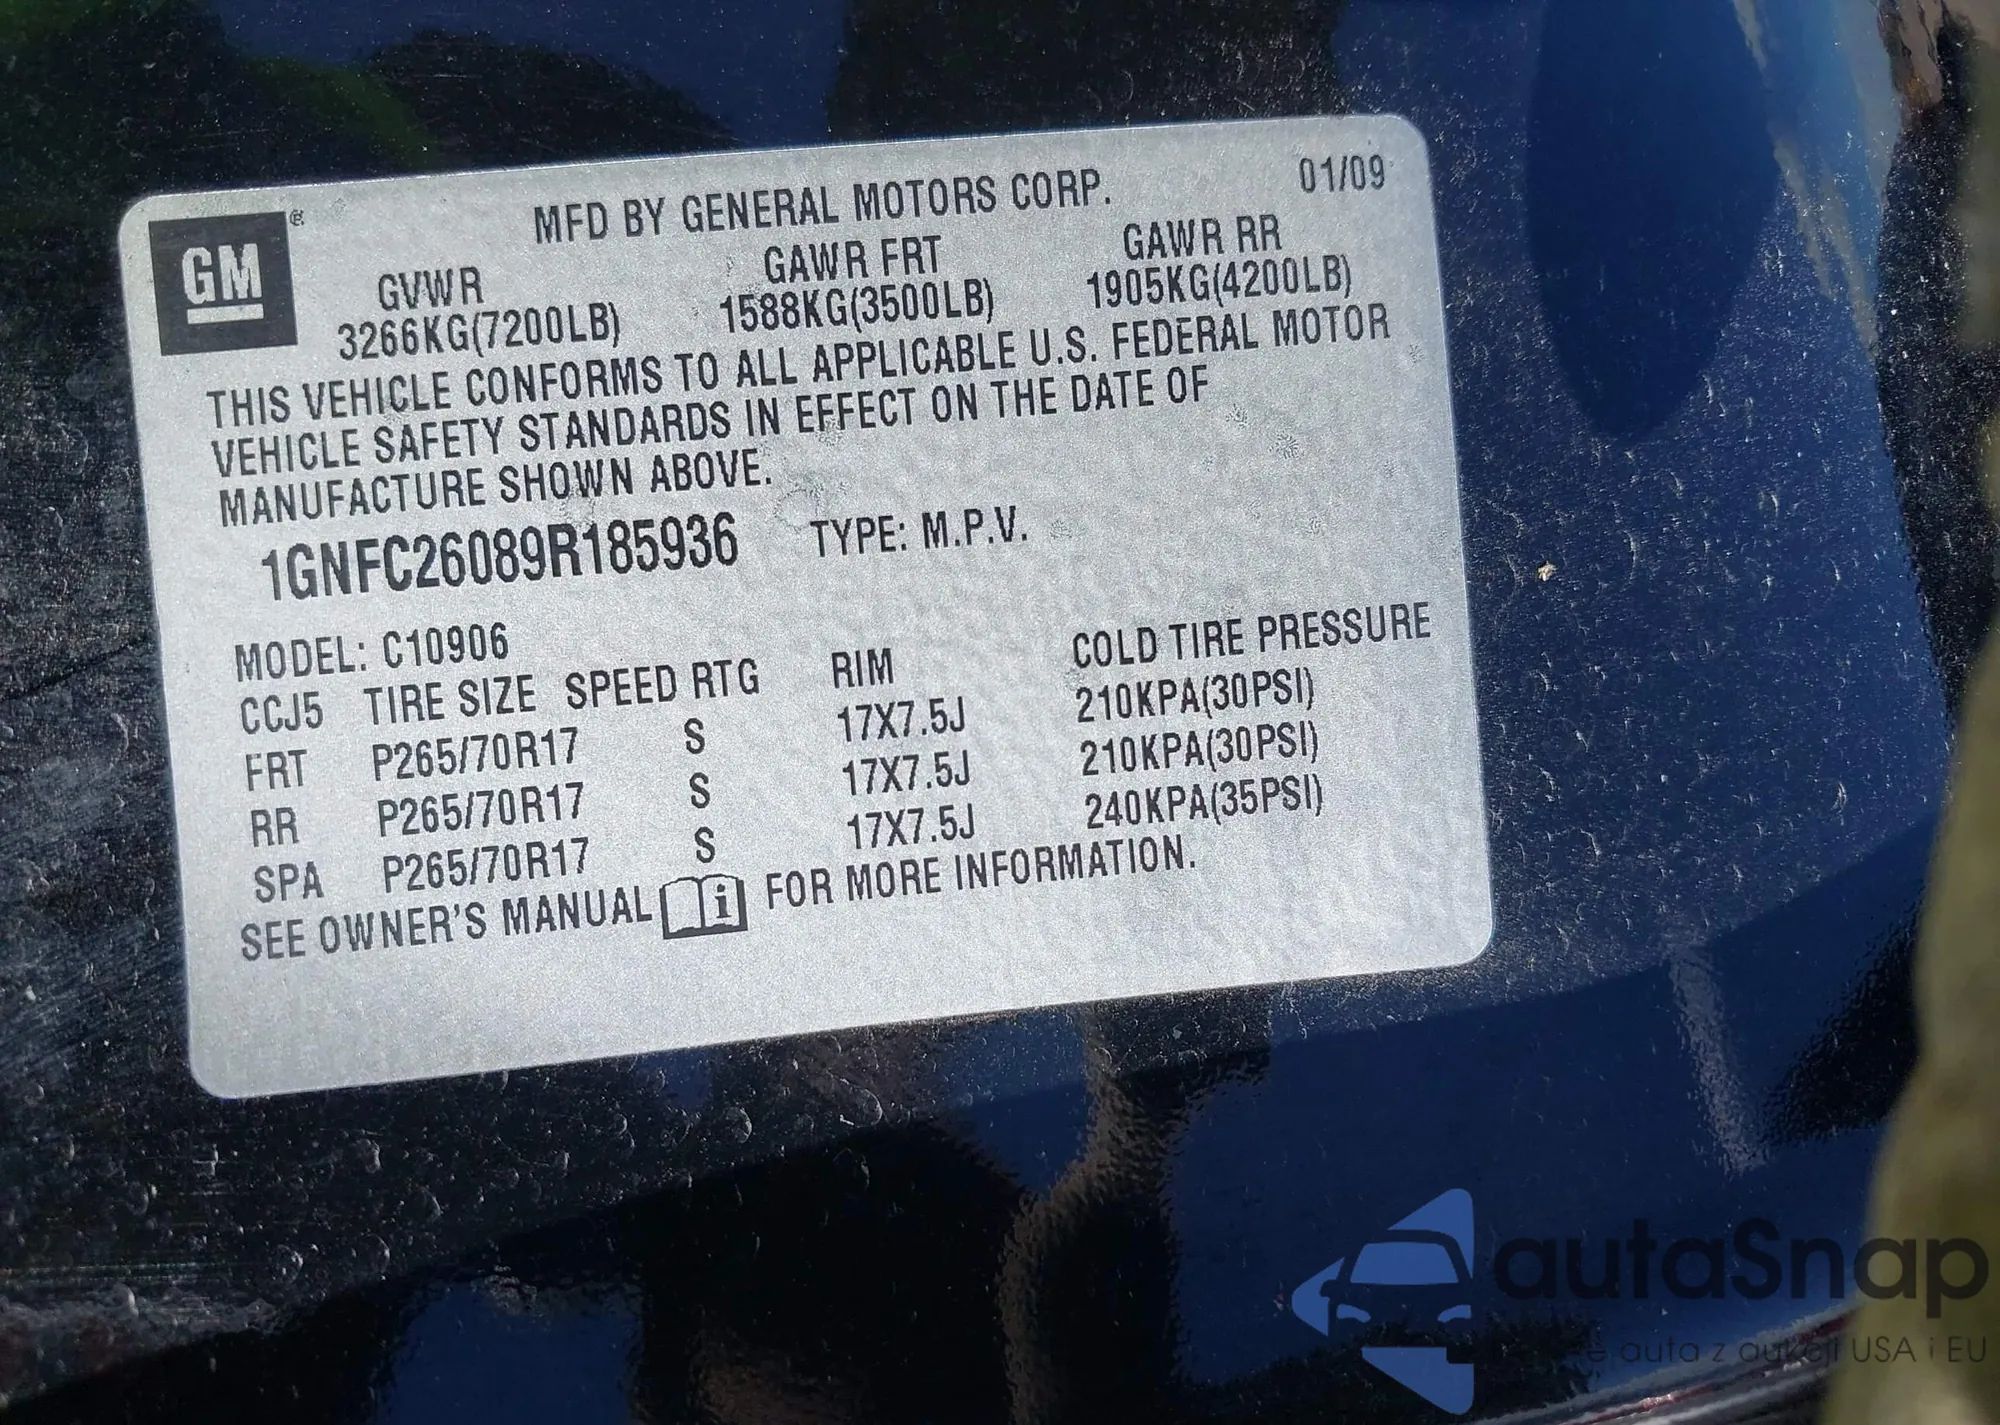 GM ®
MFD BY GENERAL MOTORS CORP. 01/09
GVWR GAWR FRT GAWR RR
3266KG(7200LB) 1588KG(3500LB) 1905KG(4200LB)
THIS VEHICLE CONFORMS TO ALL APPLICABLE U.S. FEDERAL MOTOR
VEHICLE SAFETY STANDARDS IN EFFECT ON THE DATE OF
MANUFACTURE SHOWN ABOVE.
1GNFC26089R185936 TYPE: M.P.V.
MODEL: C10906
CCJ5 TIRE SIZE SPEED RTG RIM COLD TIRE PRESSURE
FRT P265/70R17 S 17X7.5J 210KPA(30PSI)
RR P265/70R17 S 17X7.5J 210KPA(30PSI)
SPA P265/70R17 S 17X7.5J 240KPA(35PSI)
SEE OWNER'S MANUAL i FOR MORE INFORMATION.
autaSnap
auta z aukcji USA i EU